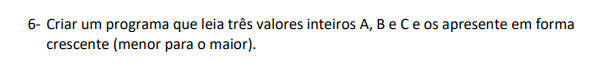 6- Criar um programa que leia três valores inteiros A, B e C e os apresente em forma
crescente (menor para o maior).